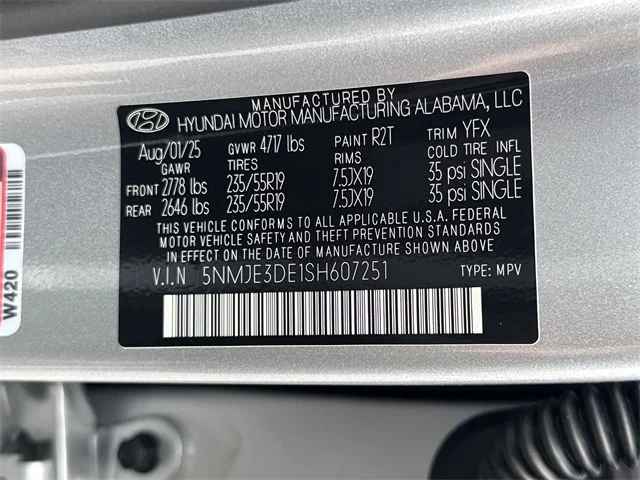 MANUFACTURED BY
HYUNDAI MOTOR MANUFACTURING ALABAMA, LLC
Aug/01/25 GVWR 4717 lbs PAINT R2T TRIM YFX
GAWR TIRES RIMS COLD TIRE INFL
FRONT 2778 lbs 235/55R19 7.5JX19 35 psi SINGLE
REAR 2646 lbs 235/55R19 7.5JX19 35 psi SINGLE
THIS VEHICLE CONFORMS TO ALL APPLICABLE U.S.A. FEDERAL
MOTOR VEHICLE SAFETY AND THEFT PREVENTION STANDARDS
IN EFFECT ON THE DATE OF MANUFACTURE SHOWN ABOVE.
V.I.N 5NMJE3DE1SH607251 TYPE: MPV
W420